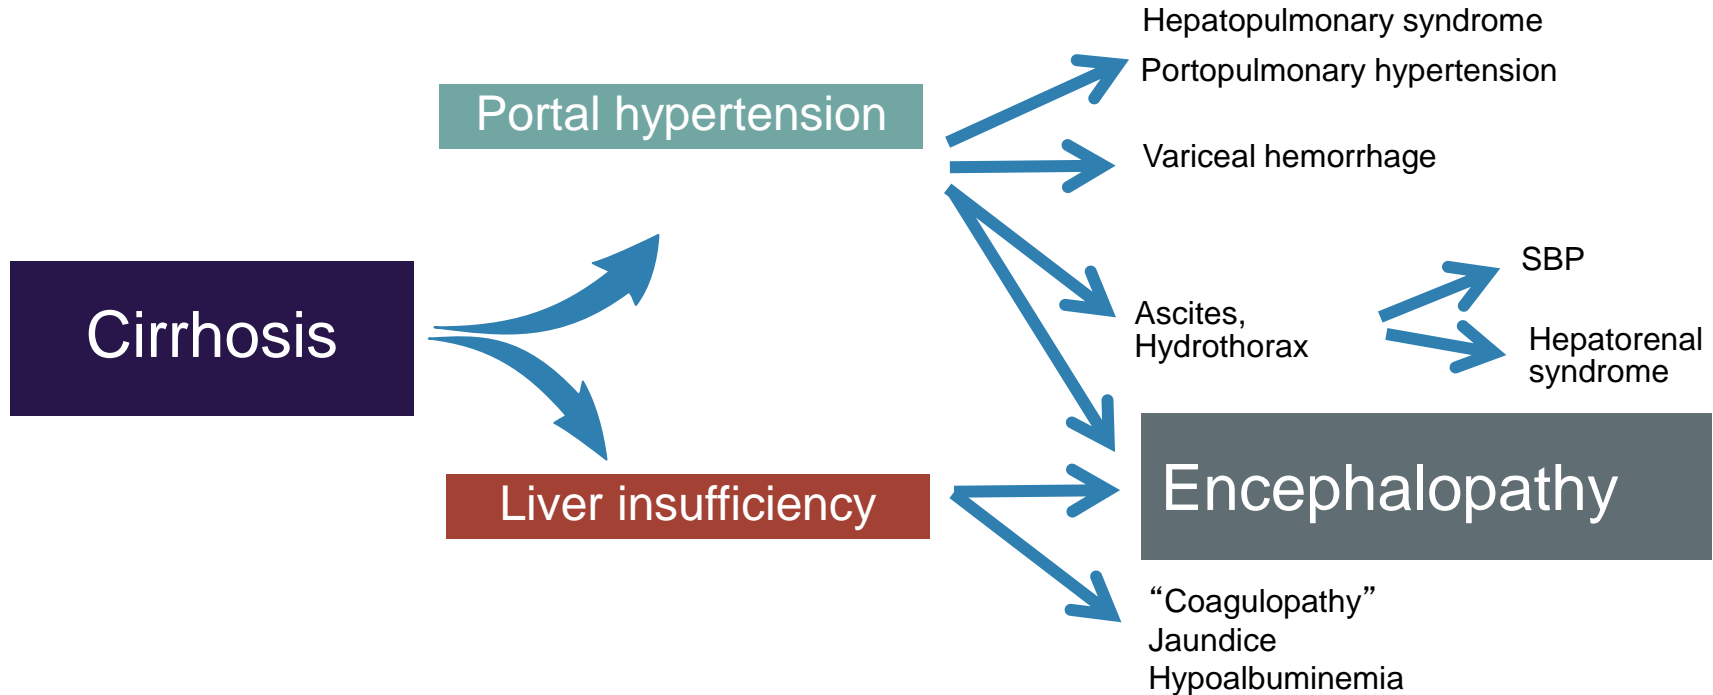 Hepatopulmonary syndrome
Portopulmonary hypertension
Portal hypertension
Variceal hemorrhage
SBP
Cirrhosis
Ascites,
Hydrothorax
Hepatorenal
syndrome
Liver insufficiency
Encephalopathy
“Coagulopathy”
Jaundice
Hypoalbuminemia